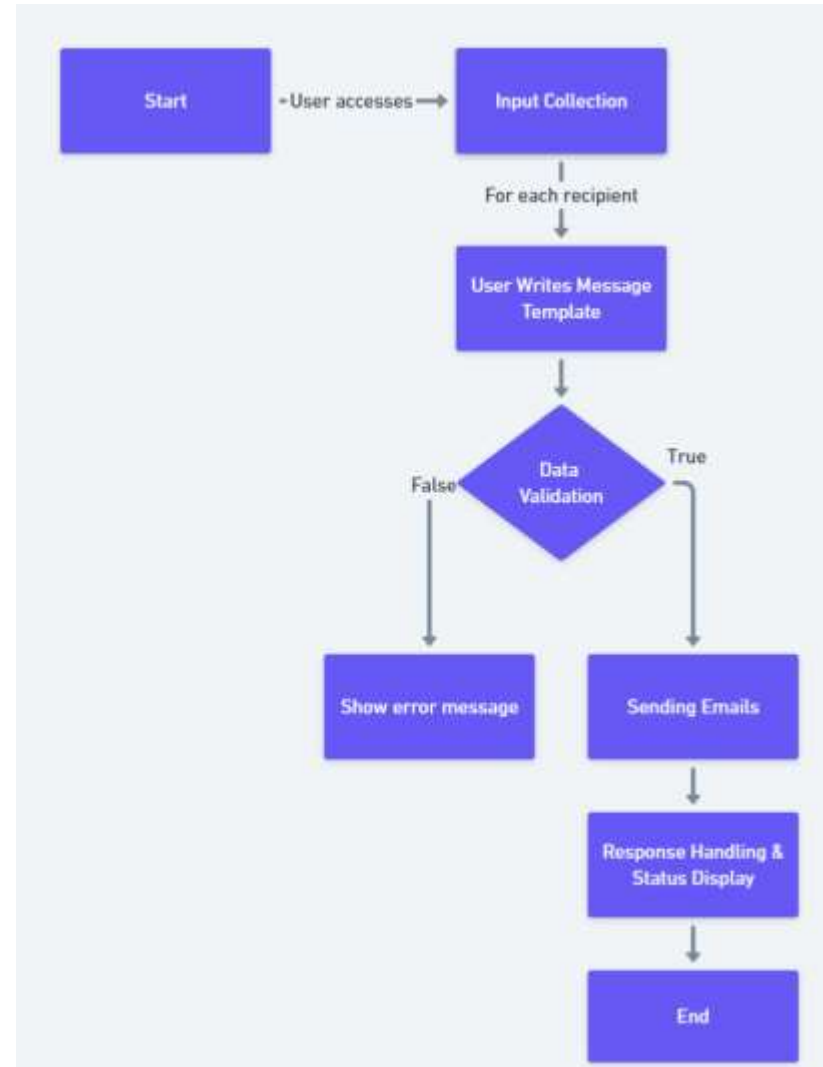 Start
User accesses
Input Collection
For each recipient
User Writes Message
Template
Data
Validation
True
False
Show error message
Sending Emails
Response Handling &
Status Display
End